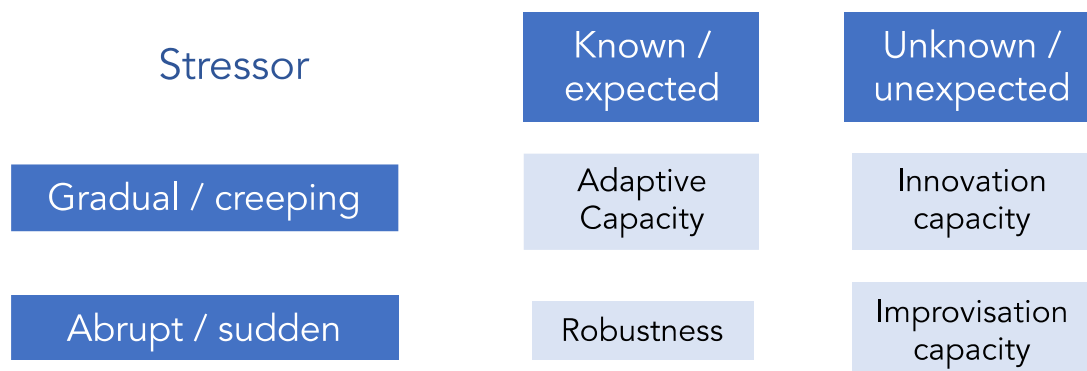 Stressor
Known /
expected
Unknown /
unexpected
Gradual / creeping
Adaptive
Capacity
Innovation
capacity
Abrupt / sudden
Robustness
Improvisation
capacity